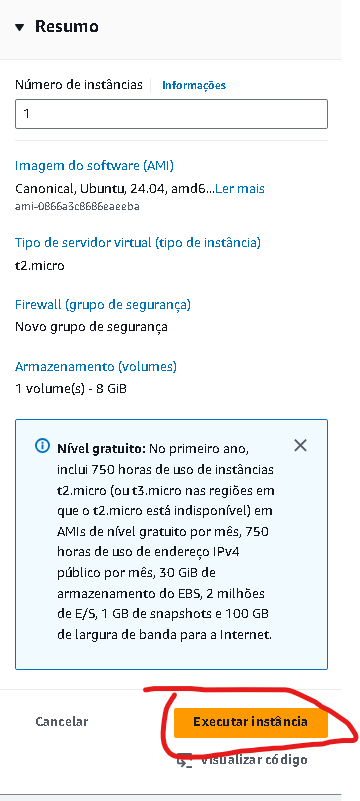 Resumo
Número de instâncias Informações
1
Imagem do software (AMI)
Canonical, Ubuntu, 24.04, amd6...Ler mais
ami-0866a3c8686eaeeba
Tipo de servidor virtual (tipo de instância)
t2.micro
Firewall (grupo de segurança)
Novo grupo de segurança
Armazenamento (volumes)
1 volume(s) - 8 GiB
Nível gratuito: No primeiro ano,
inclui 750 horas de uso de instâncias
t2.micro (ou t3.micro nas regiões em
que o t2.micro está indisponível) em
AMIs de nível gratuito por mês, 750
horas de uso de endereço IPv4
público por mês, 30 GiB de
armazenamento do EBS, 2 milhões
de E/S, 1 GB de snapshots e 100 GB
de largura de banda para a Internet.
Cancelar Executar instância
Visualizar código